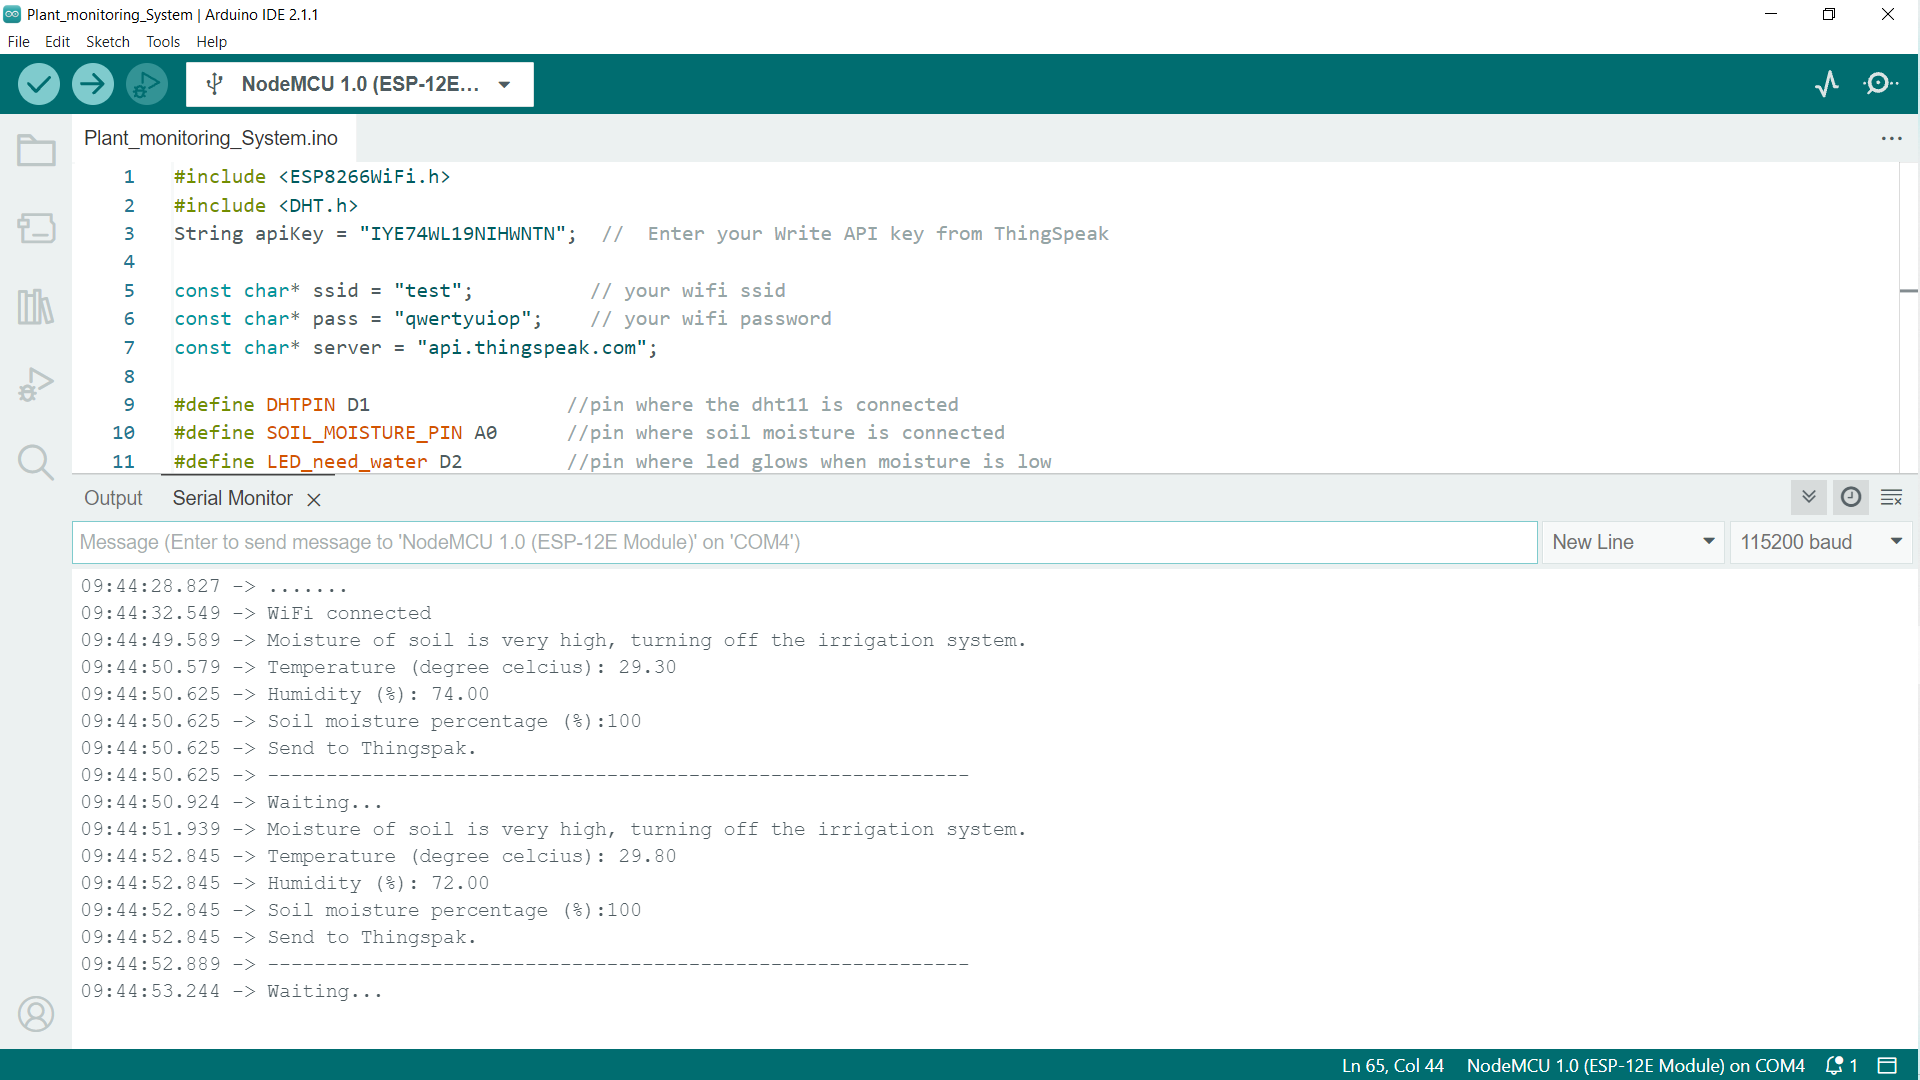 Plant_monitoring_System | Arduino IDE 2.1.1
File Edit Sketch Tools Help
NodeMCU 1.0 (ESP-12E...
Plant_monitoring_System.ino
1 #include <ESP8266WiFi.h>
2 #include <DHT.h>
3 String apiKey = "IYE74WL19NIHWNTN"; // Enter your Write API key from ThingSpeak
4
5 const char* ssid = "test"; // your wifi ssid
6 const char* pass = "qwertyuiop"; // your wifi password
7 const char* server = "api.thingspeak.com";
8
9 #define DHTPIN D1 //pin where the dht11 is connected
10 #define SOIL_MOISTURE_PIN A0 //pin where soil moisture is connected
11 #define LED_need_water D2 //pin where led glows when moisture is low
Output Serial Monitor
Message (Enter to send message to 'NodeMCU 1.0 (ESP-12E Module)' on 'COM4') New Line 115200 baud
09:44:28.827 -> .......
09:44:32.549 -> WiFi connected
09:44:49.589 -> Moisture of soil is very high, turning off the irrigation system.
09:44:50.579 -> Temperature (degree celcius): 29.30
09:44:50.625 -> Humidity (%): 74.00
09:44:50.625 -> Soil moisture percentage (%):100
09:44:50.625 -> Send to Thingspak.
09:44:50.625 -> ------------------------------------------------------------
09:44:50.924 -> Waiting...
09:44:51.939 -> Moisture of soil is very high, turning off the irrigation system.
09:44:52.845 -> Temperature (degree celcius): 29.80
09:44:52.845 -> Humidity (%): 72.00
09:44:52.845 -> Soil moisture percentage (%):100
09:44:52.845 -> Send to Thingspak.
09:44:52.889 -> ------------------------------------------------------------
09:44:53.244 -> Waiting...
Ln 65, Col 44 NodeMCU 1.0 (ESP-12E Module) on COM4 1